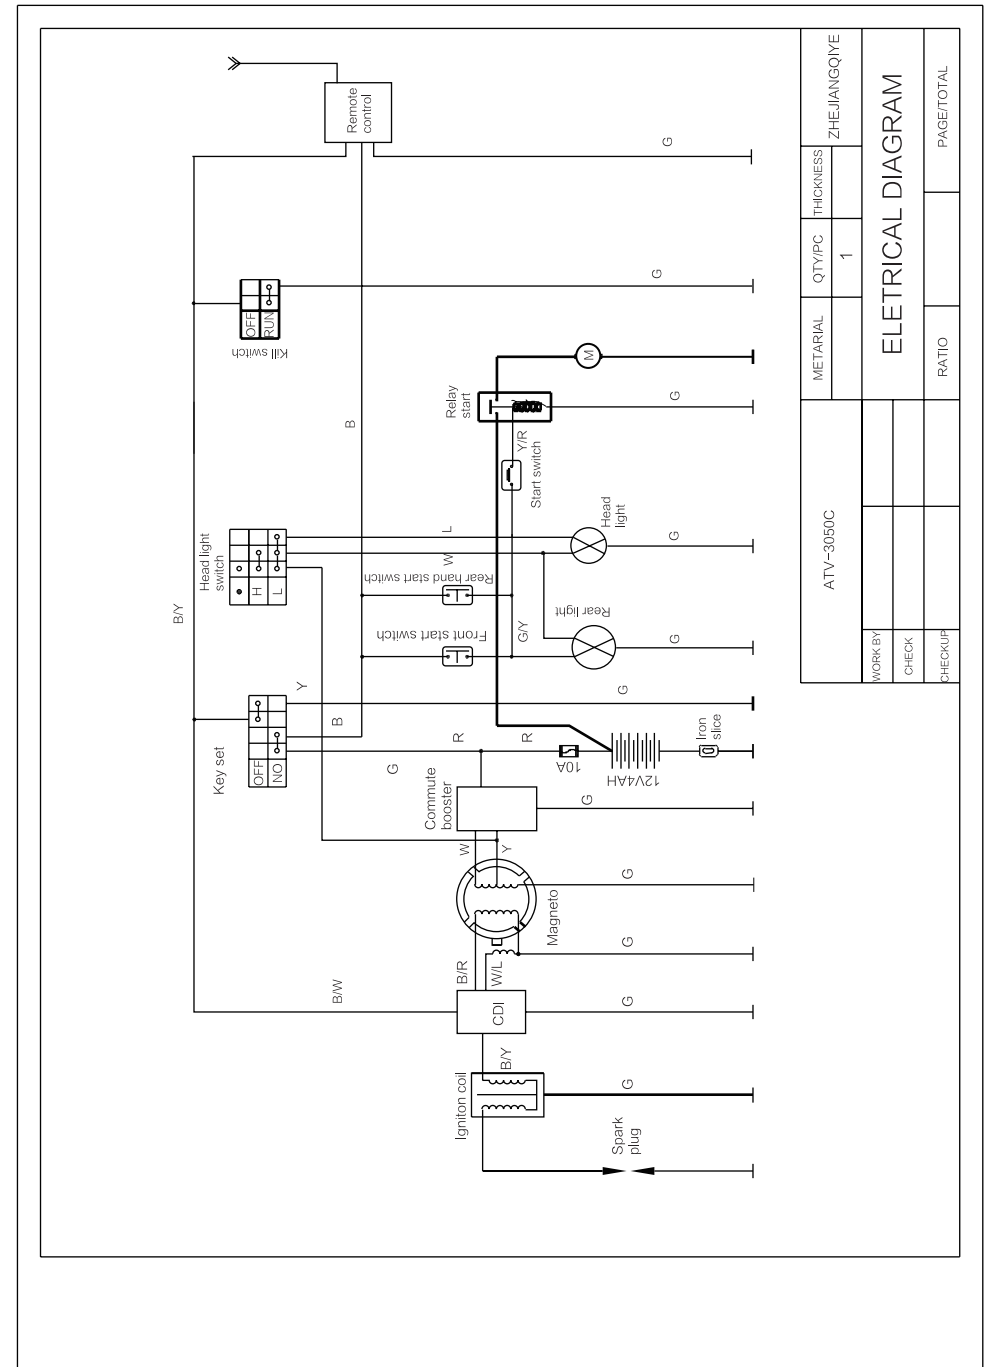 Remote
control
G
G
OFF
RUN
Kill switch
M
Relay
start
G
B
Y/R
Start switch
Head light
switch
H
L
L
W
Head
light
G
Rear hand start switch
B/Y
G/Y
Rear light
Front start switch
G
Y
G
Key set
OFF
NO
B
R
R
G
10A
12V4AH
Iron
slice
Commute
booster
G
W
Y
G
Magneto
G
B/R
W/L
B/W
CDI
G
B/Y
Igniton coil
G
Spark
plug
ZHEJIANGQIYE
METARIAL
QTY/PC
THICKNESS
1
ELETRICAL DIAGRAM
RATIO
PAGE/TOTAL
ATV-3050C
WORK BY
CHECK
CHECKUP